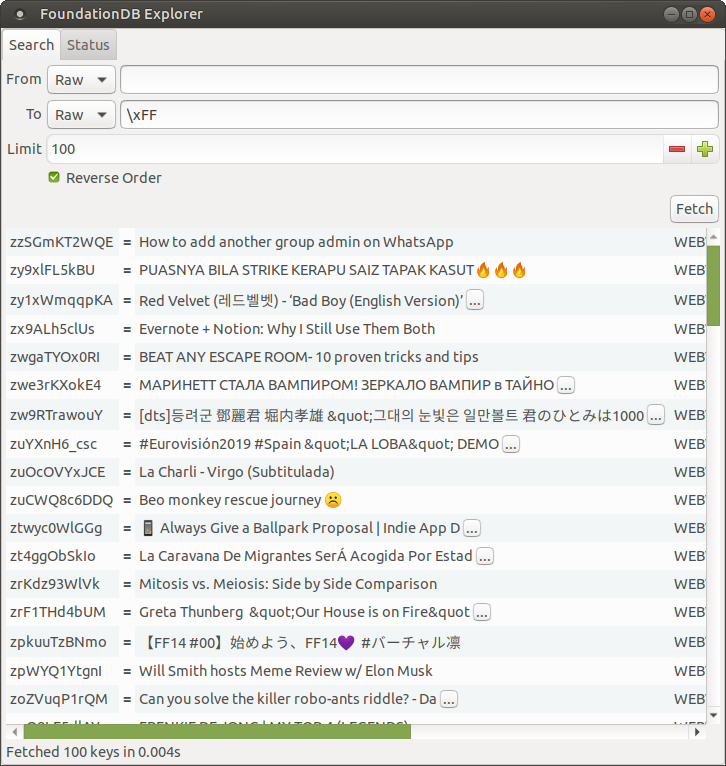 FoundationDB Explorer
Search Status
From Raw
To Raw \xFF
Limit 100
Reverse Order
Fetch
zzSGmKT2WQE = How to add another group admin on WhatsApp WEB
zy9xlFL5kBU = PUASNYA BILA STRIKE KERAPU SAIZ TAPAK KASUT🔥🔥🔥 WEB
zy1xWmqqpKA = Red Velvet (레드벨벳) - ‘Bad Boy (English Version)’ ... WEB
zx9ALh5clUs = Evernote + Notion: Why I Still Use Them Both WEB
zwgaTYOx0RI = BEAT ANY ESCAPE ROOM- 10 proven tricks and tips WEB
zwe3rKXokE4 = МАРИНЕТТ СТАЛА ВАМПИРОМ! ЗЕРКАЛО ВАМПИР в ТАЙНО ... WEB
zw9RTrawouY = [dts]등려군 鄧麗君 堀内孝雄 &quot;그대의 눈빛은 일만볼트 君のひとみは1000 ... WEB
zuYXnH6_csc = #Eurovisión2019 #Spain &quot;LA LOBA&quot; DEMO ... WEB
zuOcOVYxJCE = La Charli - Virgo (Subtitulada) WEB
zuCWQ8c6DDQ = Beo monkey rescue journey ☹️ WEB
ztwyc0WlGGg = 📱 Always Give a Ballpark Proposal | Indie App D ... WEB
zt4ggObSkIo = La Caravana De Migrantes SerÁ Acogida Por Estad ... WEB
zrKdz93WlVk = Mitosis vs. Meiosis: Side by Side Comparison WEB
zrF1THd4bUM = Greta Thunberg &quot;Our House is on Fire&quot ... WEB
zpkuuTzBNmo = 【FF14 #00】始めよう、FF14💜 #バーチャル凛 WEB
zpWYQ1YtgnI = Will Smith hosts Meme Review w/ Elon Musk WEB
zoZVuqP1rQM = Can you solve the killer robo-ants riddle? - Da ... WEB
Fetched 100 keys in 0.004s